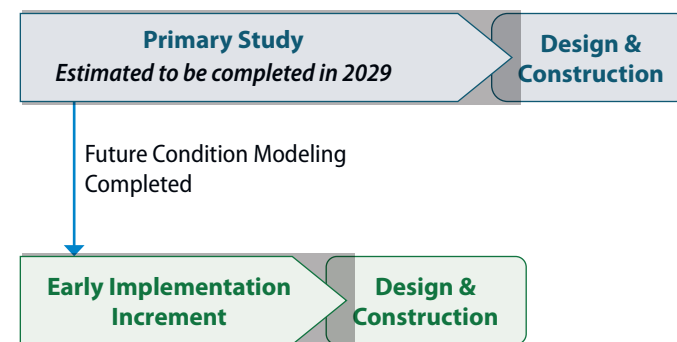 Primary Study
Estimated to be completed in 2029
Design &
Construction
Future Condition Modeling
Completed
Early Implementation
Increment
Design &
Construction